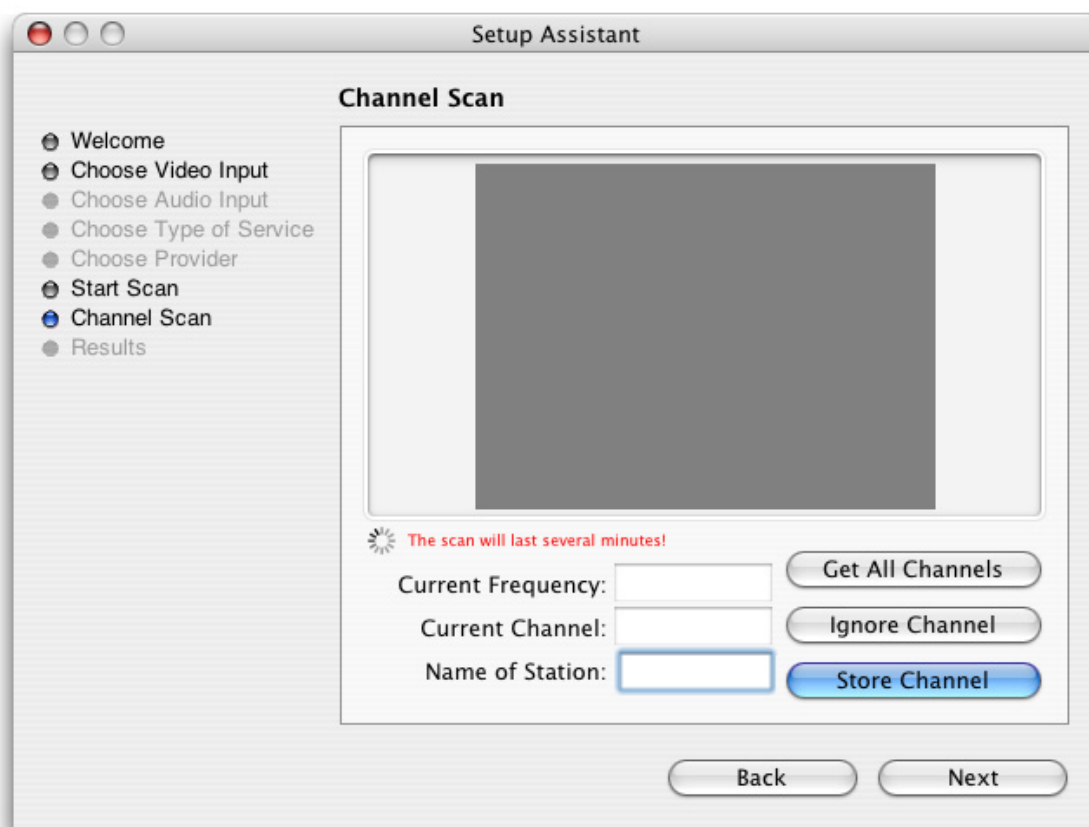 Setup Assistant
Channel Scan
Welcome
Choose Video Input
Choose Audio Input
Choose Type of Service
Choose Provider
Start Scan
Channel Scan
Results
The scan will last several minutes!
Current Frequency:
Get All Channels
Current Channel:
Ignore Channel
Name of Station:
Store Channel
Back
Next